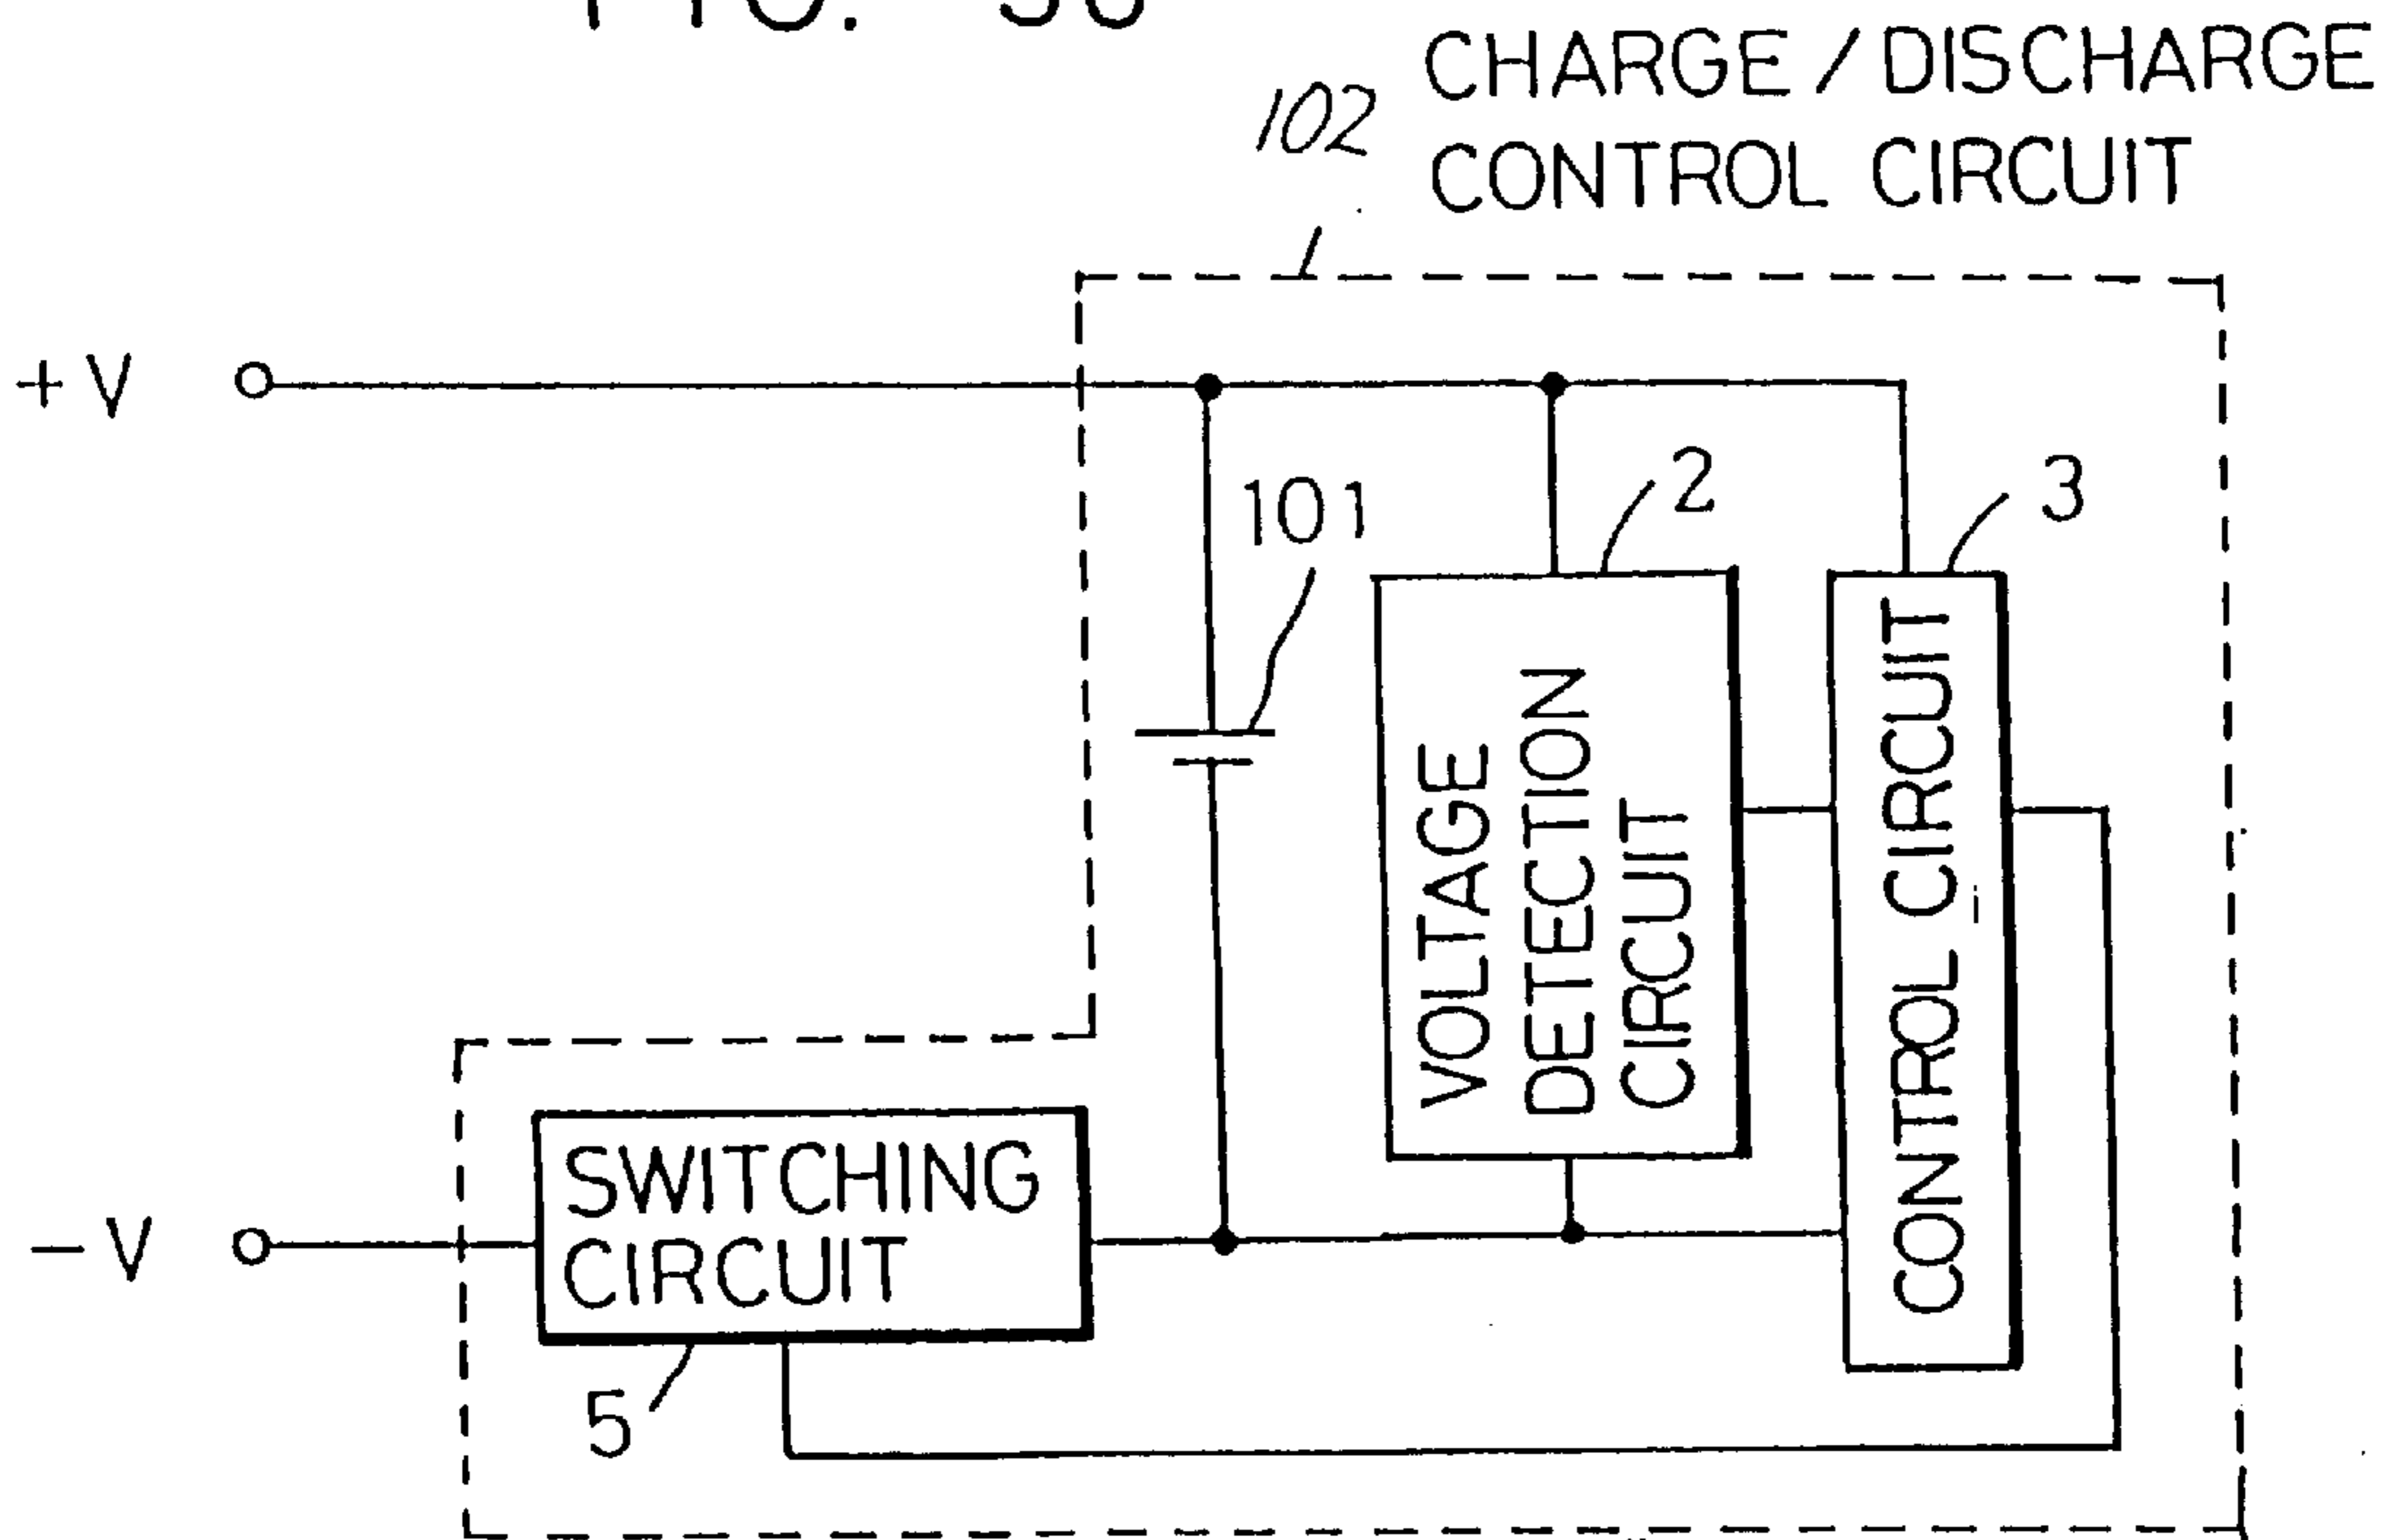 102
CHARGE / DISCHARGE
CONTROL CIRCUIT
+ V
101
2
3
VOLTAGE
DETECTION
CIRCUIT
CONTROL CIRCUIT
- V
SWITCHING
CIRCUIT
5